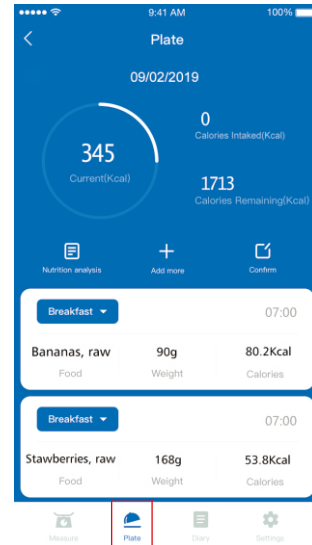 9:41 AM 100%
Plate
09/02/2019
0
Calories Intaked(Kcal)
345
Current(Kcal)
1713
Calories Remaining(Kcal)
Nutrition analysis Add more Confirm
Breakfast 07:00
Bananas, raw 90g 80.2Kcal
Food Weight Calories
Breakfast 07:00
Stawberries, raw 168g 53.8Kcal
Food Weight Calories
Measure Plate Diary Settings